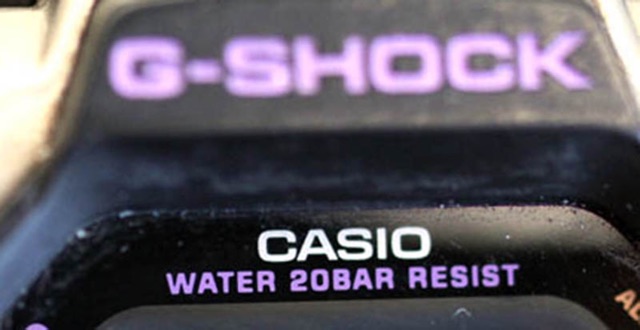 G-SHOCK
CASIO
WATER 20BAR RESIST